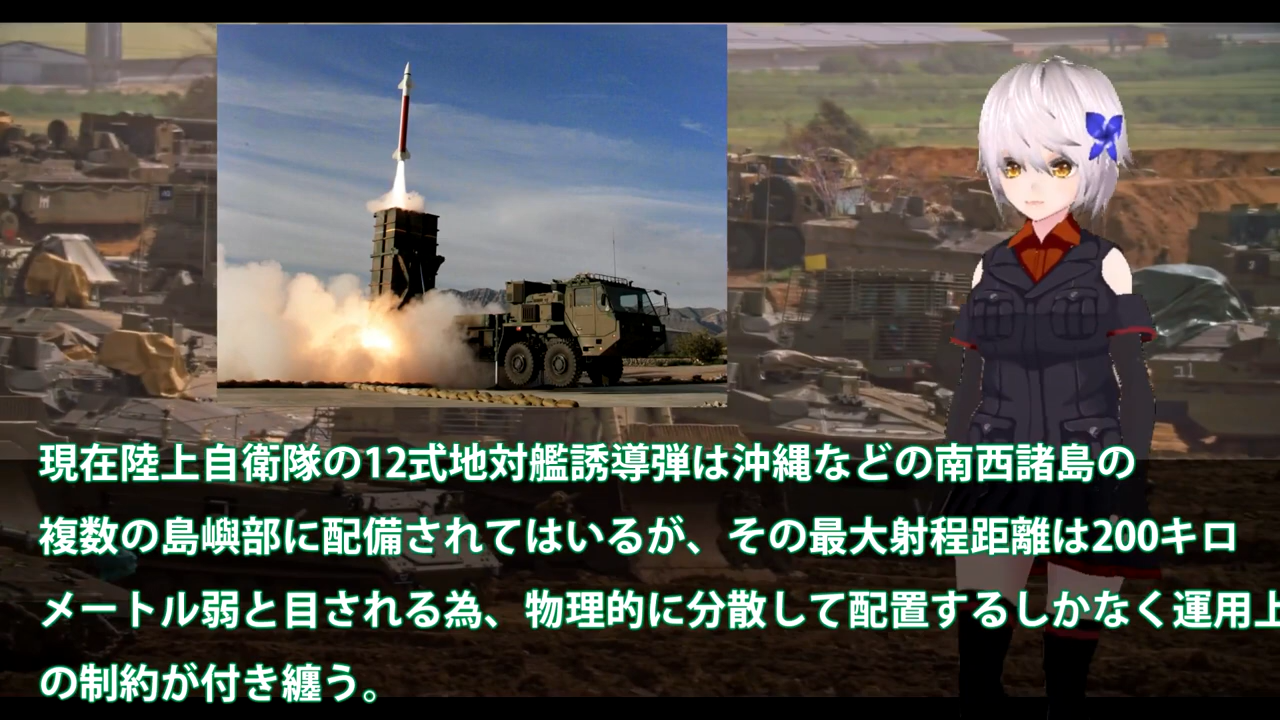 現在陸上自衛隊の12式地対艦誘導弾は沖縄などの南西諸島の
複数の島嶼部に配備されてはいるが、その最大射程距離は200キロ
メートル弱と目される為、物理的に分散して配置するしかなく運用上
の制約が付き纏う。